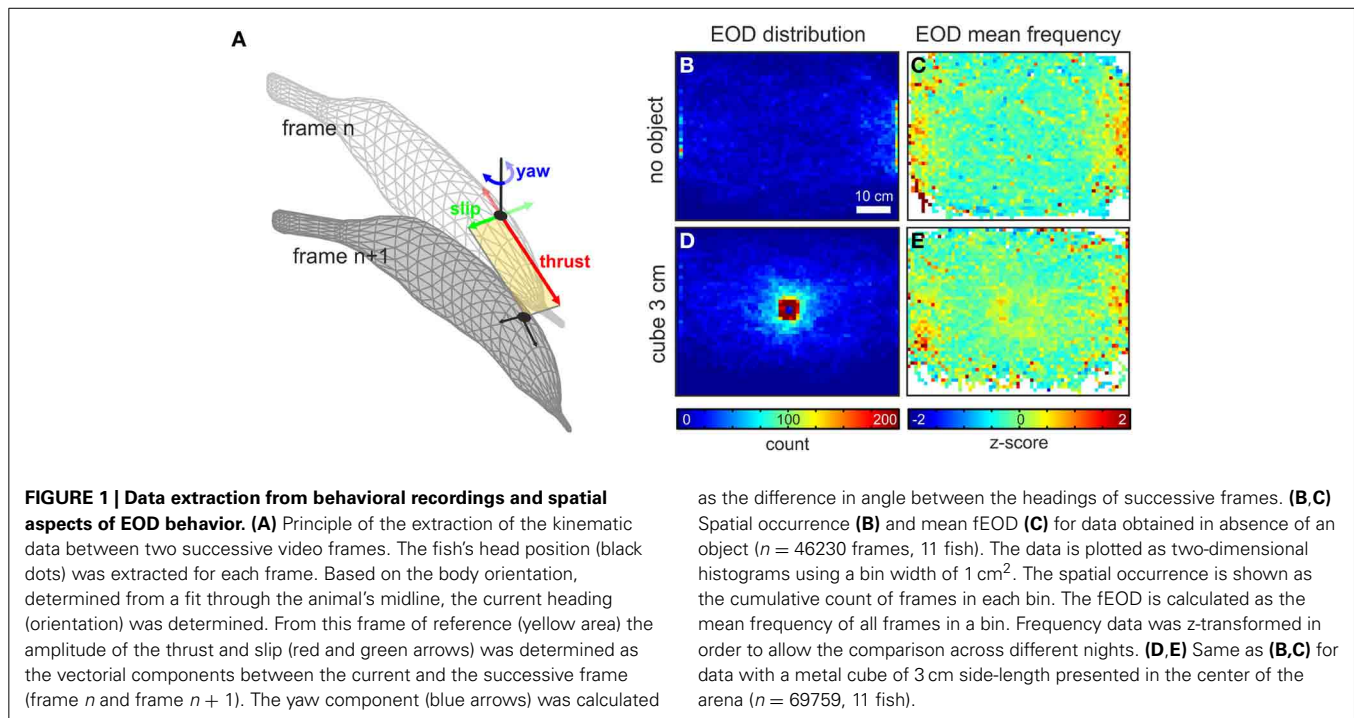 A
frame n
frame n+1
yaw
slip
thrust
EOD distribution
EOD mean frequency
no object
cube 3 cm
B
10 cm
C
D
E
0
100
200
count
-2
0
2
z-score
FIGURE 1 | Data extraction from behavioral recordings and spatial
aspects of EOD behavior. (A) Principle of the extraction of the kinematic
data between two successive video frames. The fish's head position (black
dots) was extracted for each frame. Based on the body orientation,
determined from a fit through the animal's midline, the current heading
(orientation) was determined. From this frame of reference (yellow area) the
amplitude of the thrust and slip (red and green arrows) was determined as
the vectorial components between the current and the successive frame
(frame n and frame n + 1). The yaw component (blue arrows) was calculated
as the difference in angle between the headings of successive frames. (B,C)
Spatial occurrence (B) and mean fEOD (C) for data obtained in absence of an
object (n = 46230 frames, 11 fish). The data is plotted as two-dimensional
histograms using a bin width of 1 cm². The spatial occurrence is shown as
the cumulative count of frames in each bin. The fEOD is calculated as the
mean frequency of all frames in a bin. Frequency data was z-transformed in
order to allow the comparison across different nights. (D,E) Same as (B,C) for
data with a metal cube of 3 cm side-length presented in the center of the
arena (n = 69759, 11 fish).